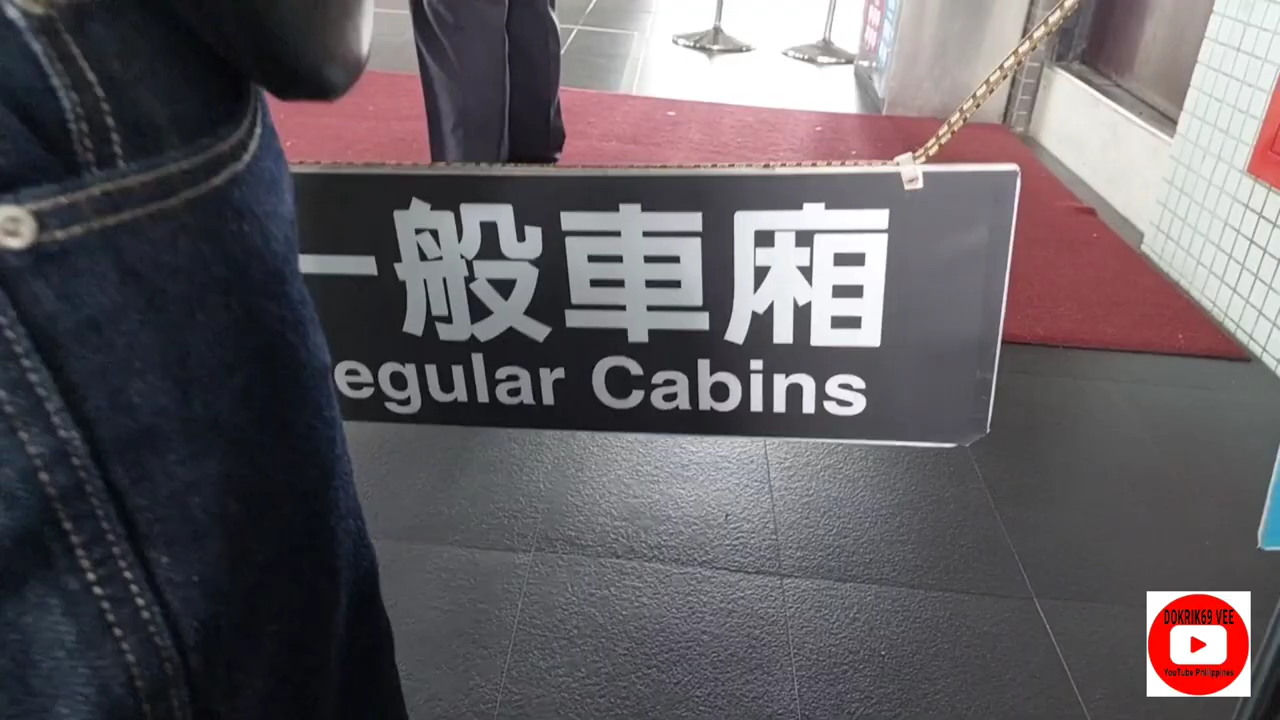 一般車廂
egular Cabins
DOKRIK69 VEE
YouTube Philippines